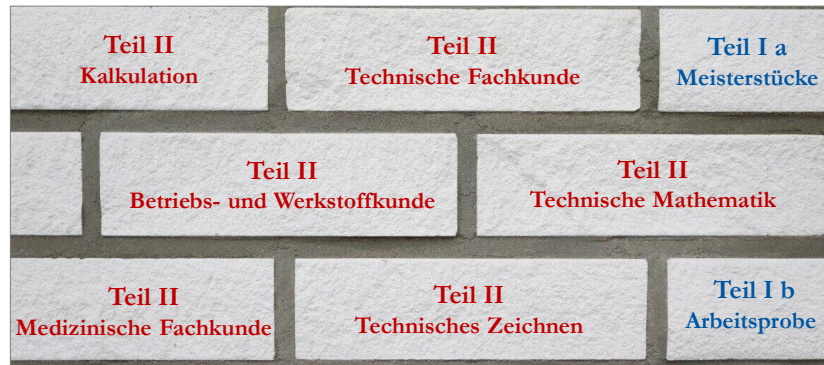 Teil II
Kalkulation
Teil II
Technische Fachkunde
Teil I a
Meisterstücke
Teil II
Betriebs- und Werkstoffkunde
Teil II
Technische Mathematik
Teil II
Medizinische Fachkunde
Teil II
Technisches Zeichnen
Teil I b
Arbeitsprobe